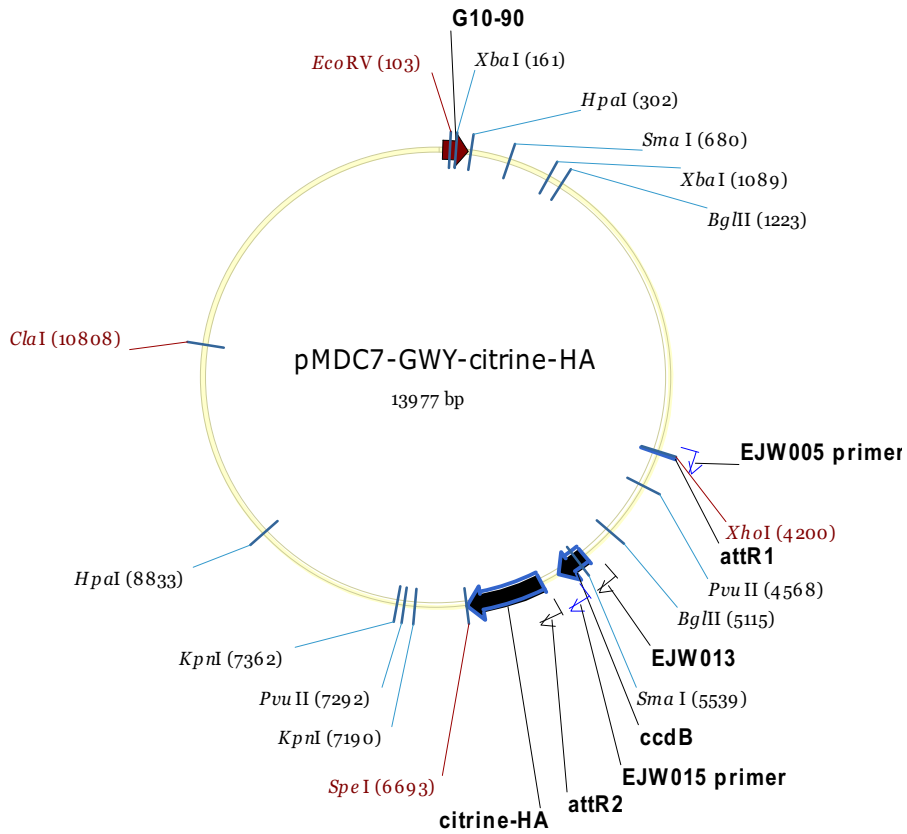 G10-90
EcoRV (103)
XbaI (161)
HpaI (302)
Sma I (680)
XbaI (1089)
BglII (1223)
ClaI (10808)
pMDC7-GWY-citrine-HA
13977 bp
EJW005 primer
XhoI (4200)
attR1
PvuII (4568)
BglII (5115)
EJW013
Sma I (5539)
ccdB
EJW015 primer
attR2
citrine-HA
SpeI (6693)
KpnI (7190)
PvuII (7292)
KpnI (7362)
HpaI (8833)